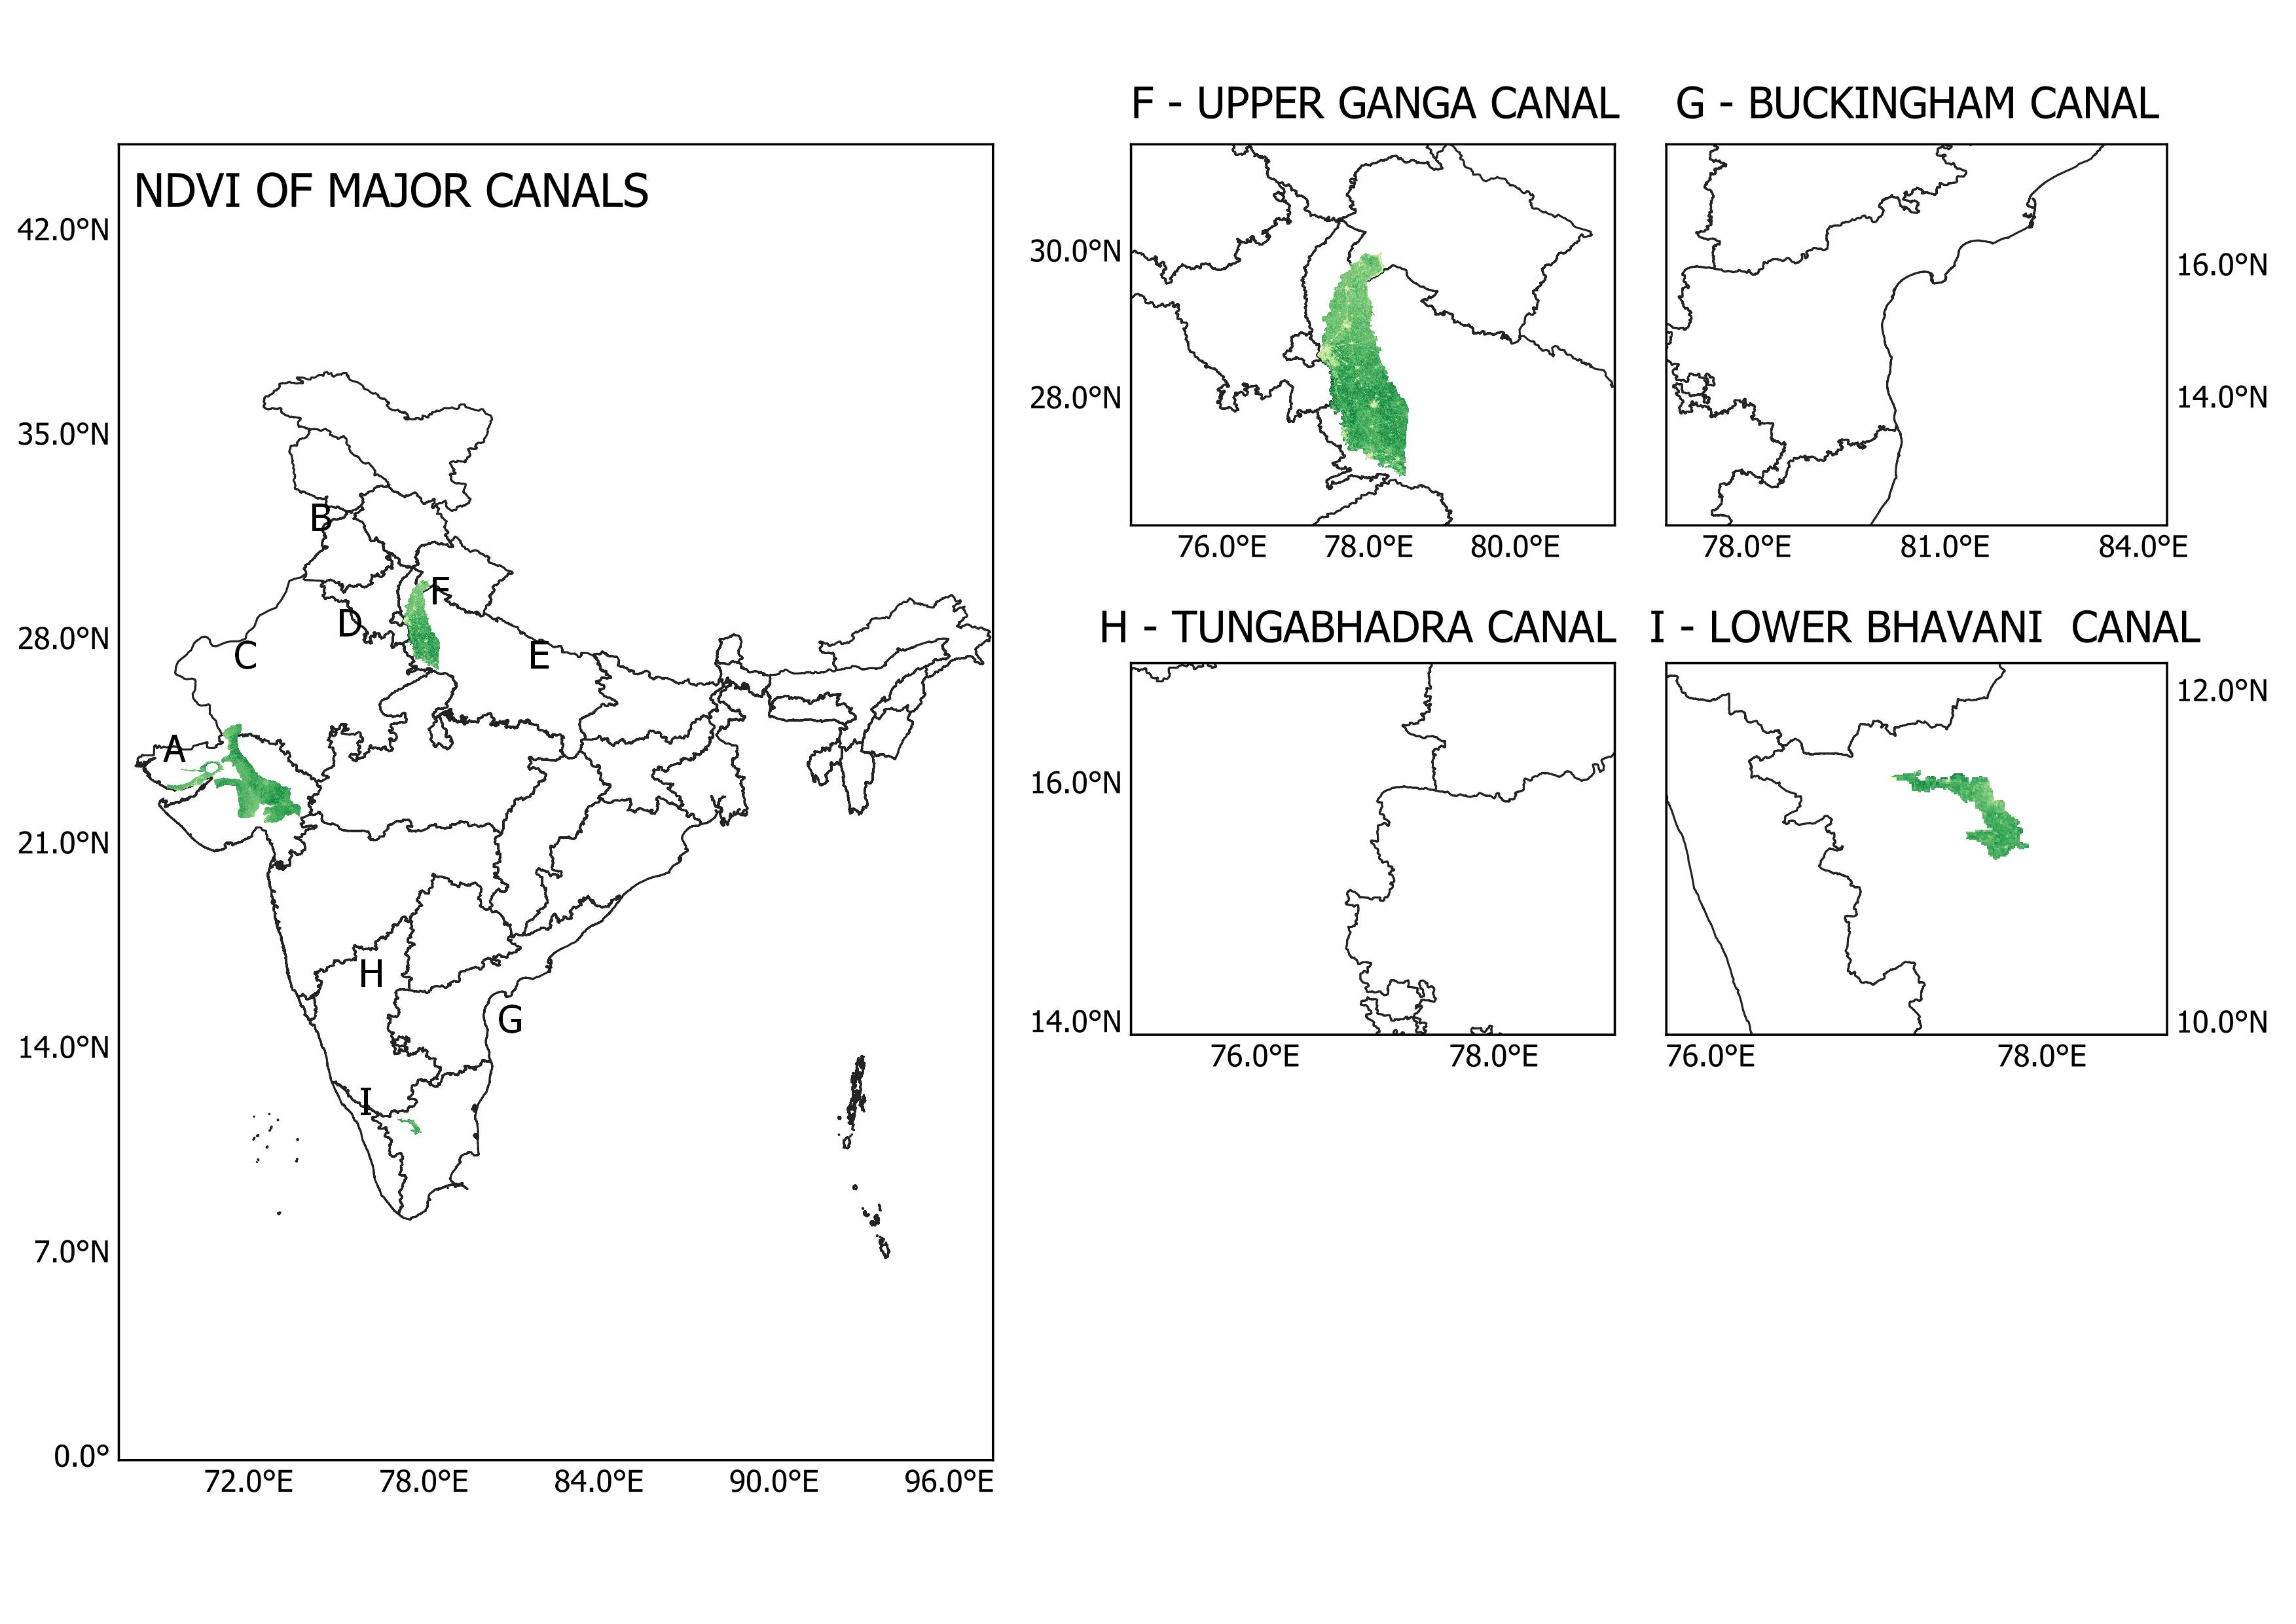 F - UPPER GANGA CANAL
G - BUCKINGHAM CANAL
NDVI OF MAJOR CANALS
42.0°N
35.0°N
28.0°N
21.0°N
14.0°N
7.0°N
0.0°
72.0°E 78.0°E 84.0°E 90.0°E 96.0°E
B
F
D
C
E
A
H
G
I
30.0°N
28.0°N
76.0°E 78.0°E 80.0°E
16.0°N
14.0°N
78.0°E 81.0°E 84.0°E
H - TUNGABHADRA CANAL
I - LOWER BHAVANI  CANAL
16.0°N
14.0°N
76.0°E 78.0°E
12.0°N
10.0°N
76.0°E 78.0°E